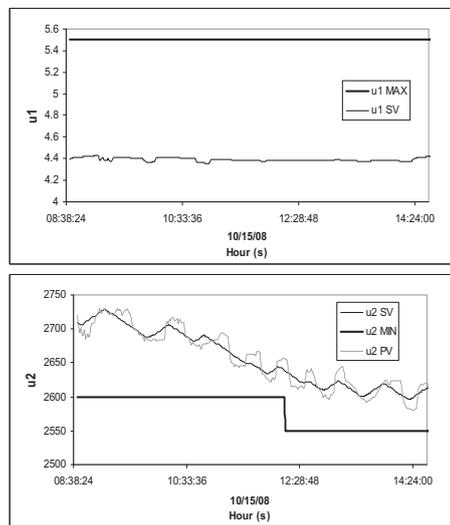 5.6
5.4
5.2
5
4.8
4.6
4.4
4.2
4
u1
u1 MAX
u1 SV
08:38:24 10:33:36 12:28:48 14:24:00
10/15/08
Hour (s)
2750
2700
2650
2600
2550
2500
u2
u2 SV
u2 MIN
u2 PV
08:38:24 10:33:36 12:28:48 14:24:00
10/15/08
Hour (s)